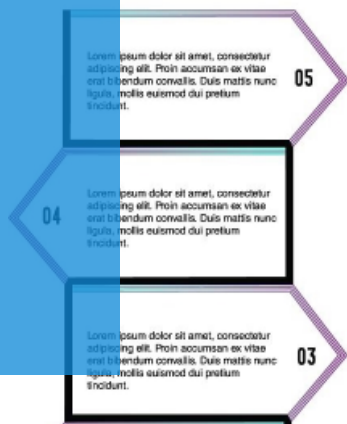 Lorem ipsum dolor sit amet, consectetur
adipiscing elit. Proin accumsan ex vitae
erat bibendum convallis. Duis mattis nunc
ligula, mollis euismod dui pretium
tincidunt.
05
04
Lorem ipsum dolor sit amet, consectetur
adipiscing elit. Proin accumsan ex vitae
erat bibendum convallis. Duis mattis nunc
ligula, mollis euismod dui pretium
tincidunt.
Lorem ipsum dolor sit amet, consectetur
adipiscing elit. Proin accumsan ex vitae
erat bibendum convallis. Duis mattis nunc
ligula, mollis euismod dui pretium
tincidunt.
03